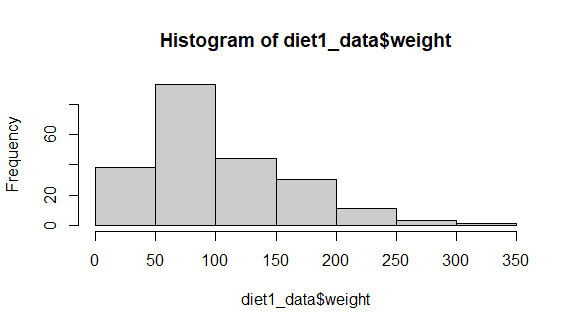 Histogram of diet1_data$weight
Frequency
60
20
0
0 50 100 150 200 250 300 350
diet1_data$weight